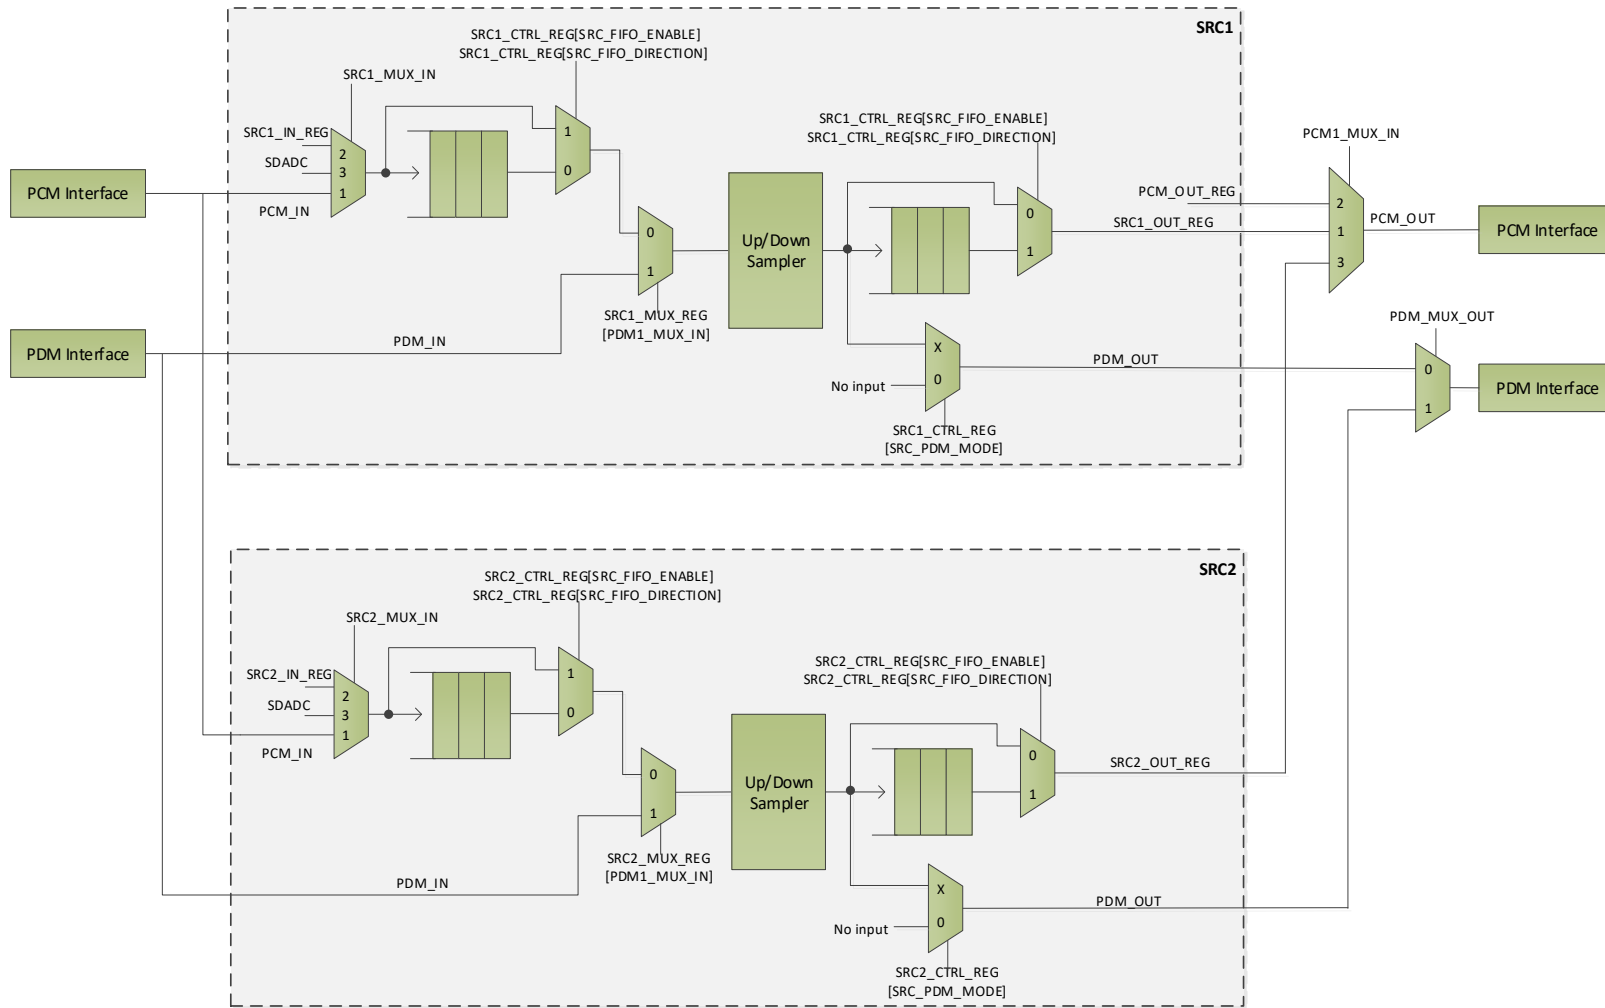 SRC1
SRC1_CTRL_REG[SRC_FIFO_ENABLE]
SRC1_CTRL_REG[SRC_FIFO_DIRECTION]
SRC1_MUX_IN
SRC1_IN_REG
SDADC
PCM_IN
2
3
1
1
0
PCM Interface
PDM Interface
PDM_IN
0
1
SRC1_MUX_REG
[PDM1_MUX_IN]
Up/Down
Sampler
SRC1_CTRL_REG[SRC_FIFO_ENABLE]
SRC1_CTRL_REG[SRC_FIFO_DIRECTION]
0
1
X
0
No input
SRC1_CTRL_REG
[SRC_PDM_MODE]
PCM_OUT_REG
SRC1_OUT_REG
PDM_OUT
PCM1_MUX_IN
2
1
3
PCM_OUT
PCM Interface
PDM_MUX_OUT
0
1
PDM Interface
SRC2
SRC2_CTRL_REG[SRC_FIFO_ENABLE]
SRC2_CTRL_REG[SRC_FIFO_DIRECTION]
SRC2_MUX_IN
SRC2_IN_REG
SDADC
PCM_IN
2
3
1
1
0
PDM_IN
0
1
SRC2_MUX_REG
[PDM1_MUX_IN]
Up/Down
Sampler
SRC2_CTRL_REG[SRC_FIFO_ENABLE]
SRC2_CTRL_REG[SRC_FIFO_DIRECTION]
0
1
X
0
No input
SRC2_CTRL_REG
[SRC_PDM_MODE]
SRC2_OUT_REG
PDM_OUT